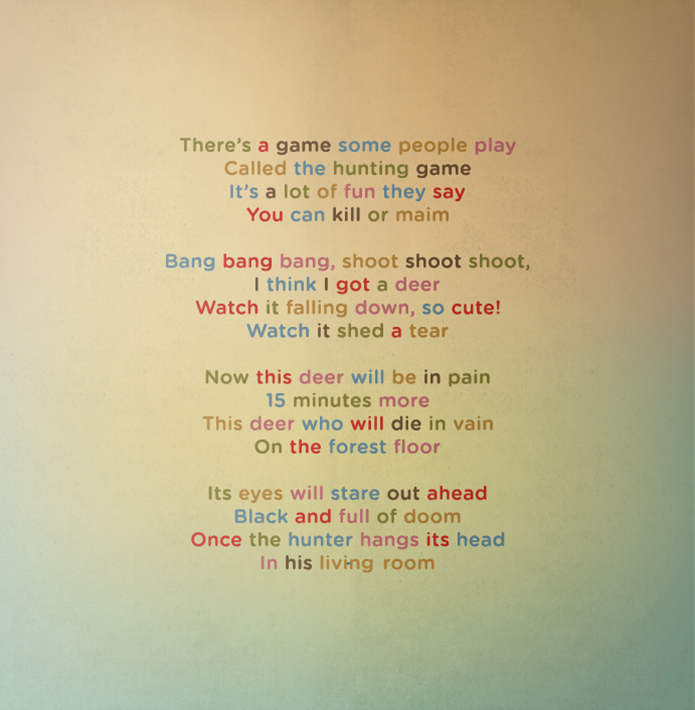 There's a game some people play
Called the hunting game
It's a lot of fun they say
You can kill or maim
Bang bang bang, shoot shoot shoot,
I think I got a deer
Watch it falling down, so cute!
Watch it shed a tear
Now this deer will be in pain
15 minutes more
This deer who will die in vain
On the forest floor
Its eyes will stare out ahead
Black and full of doom
Once the hunter hangs its head
In his living room